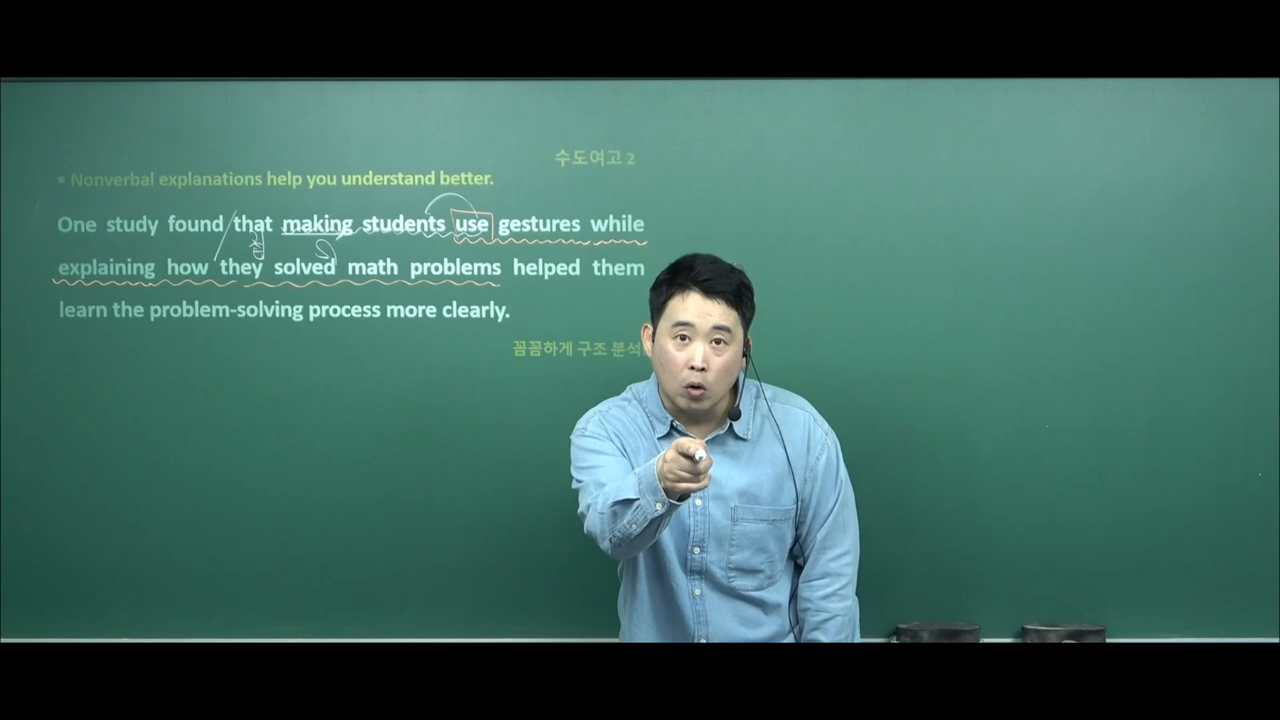 수도여고 2
• Nonverbal explanations help you understand better.
One study found that making students use gestures while
explaining how they solved math problems helped them
learn the problem-solving process more clearly.
꼼꼼하게 구조 분석